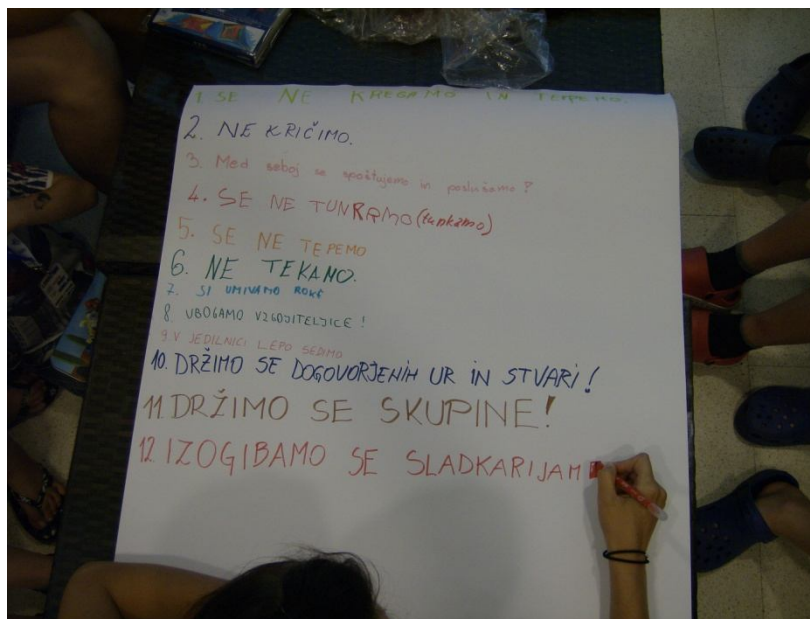 1. SE NE KREGAMO IN TEPEMO.
2. NE KRIČIMO.
3. Med seboj se spoštujemo in poslušamo?
4. SE NE TUNKAMO (tunkamo)
5. SE NE TEPEMO
6. NE TEKAMO.
7. SI UMIVAMO ROKE
8. UBOGAMO VZGOJITELJICE!
9. V JEDILNICI LEPO SEDIMO
10. DRŽIMO SE DOGOVORJENIH UR IN STVARI!
11. DRŽIMO SE SKUPINE!
12. IZOGIBAMO SE SLADKARIJAM